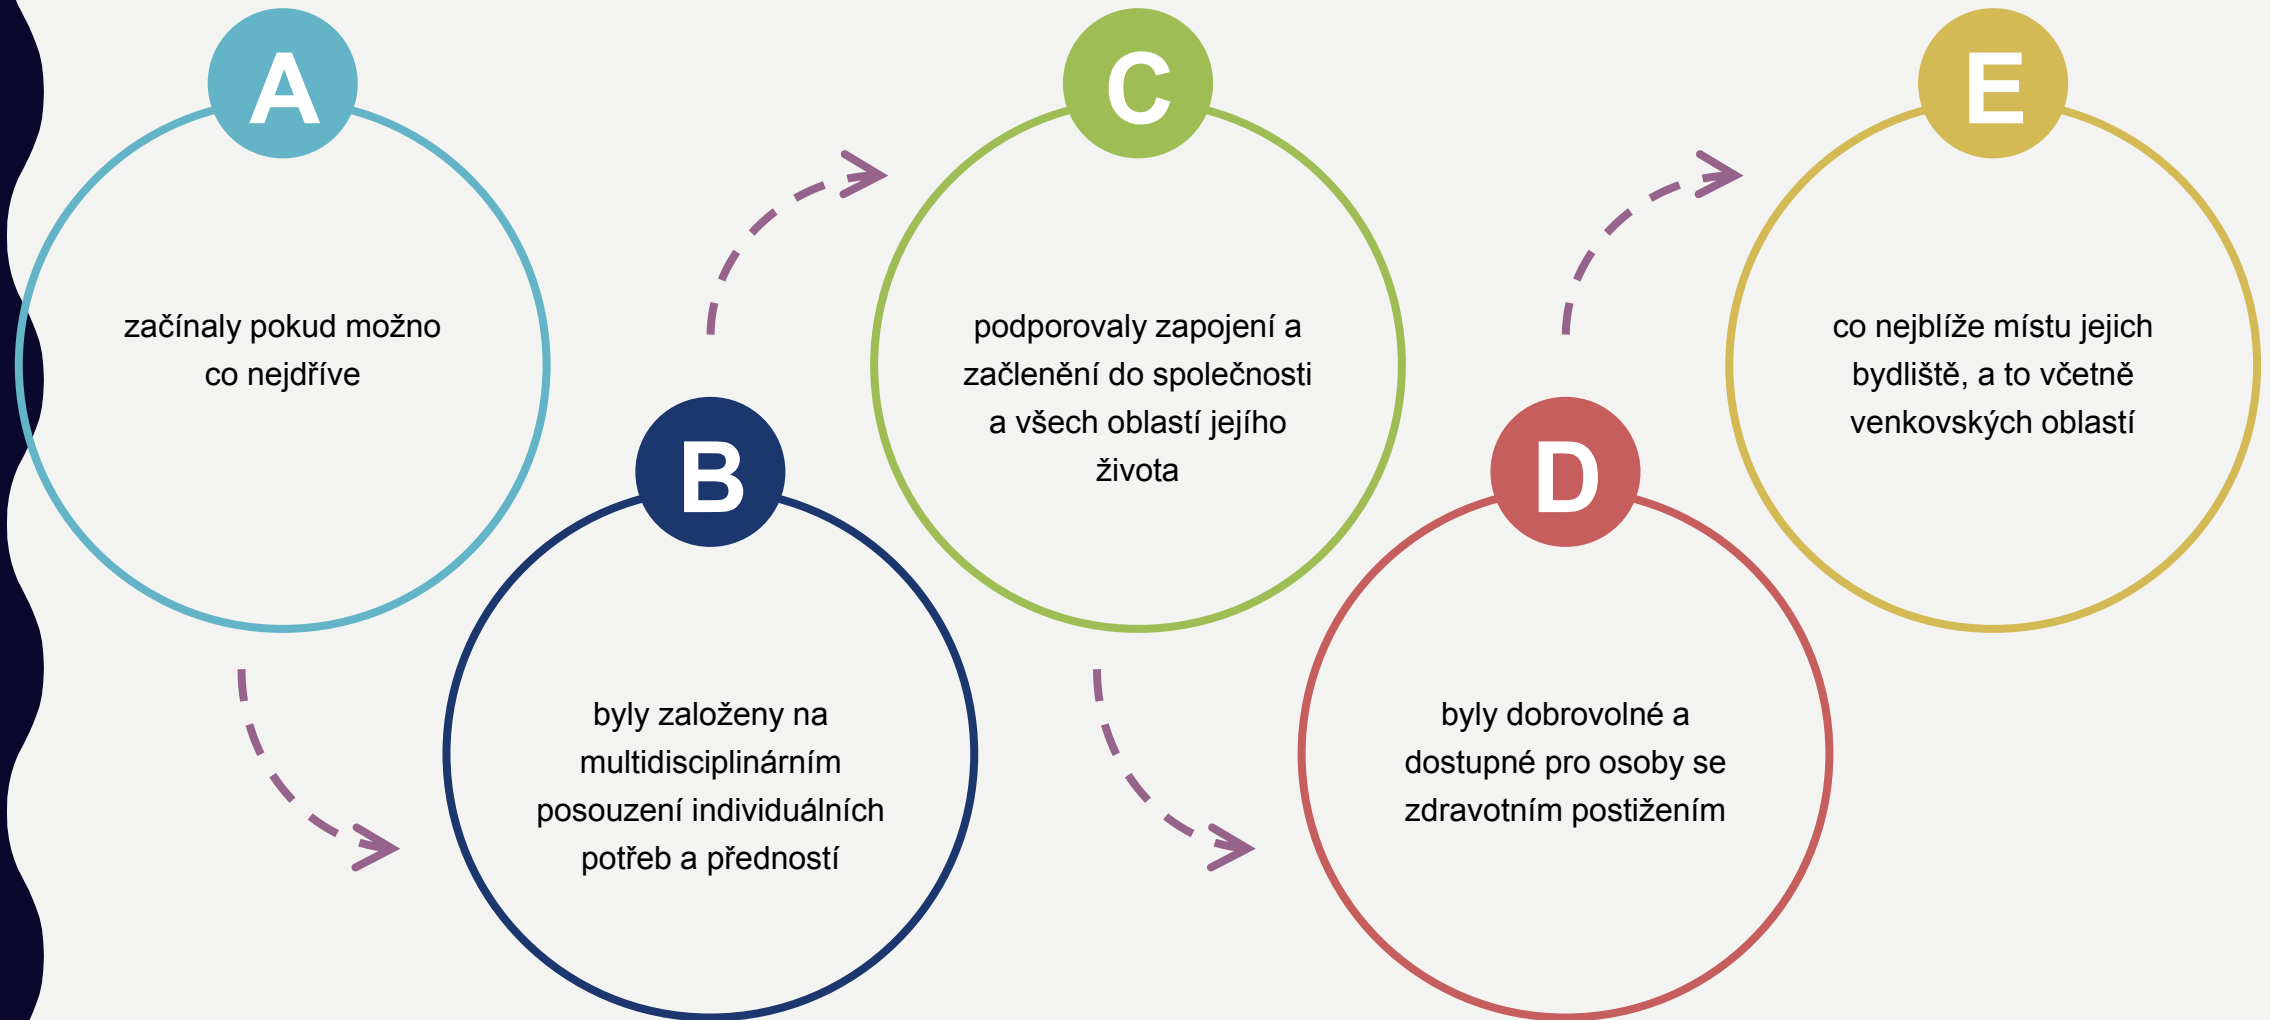 A
začínaly pokud možno
co nejdříve
B
byly založeny na
multidisciplinárním
posouzení individuálních
potřeb a předností
C
podporovaly zapojení a
začlenění do společnosti
a všech oblastí jejího
života
D
byly dobrovolné a
dostupné pro osoby se
zdravotním postižením
E
co nejblíže místu jejich
bydliště, a to včetně
venkovských oblastí